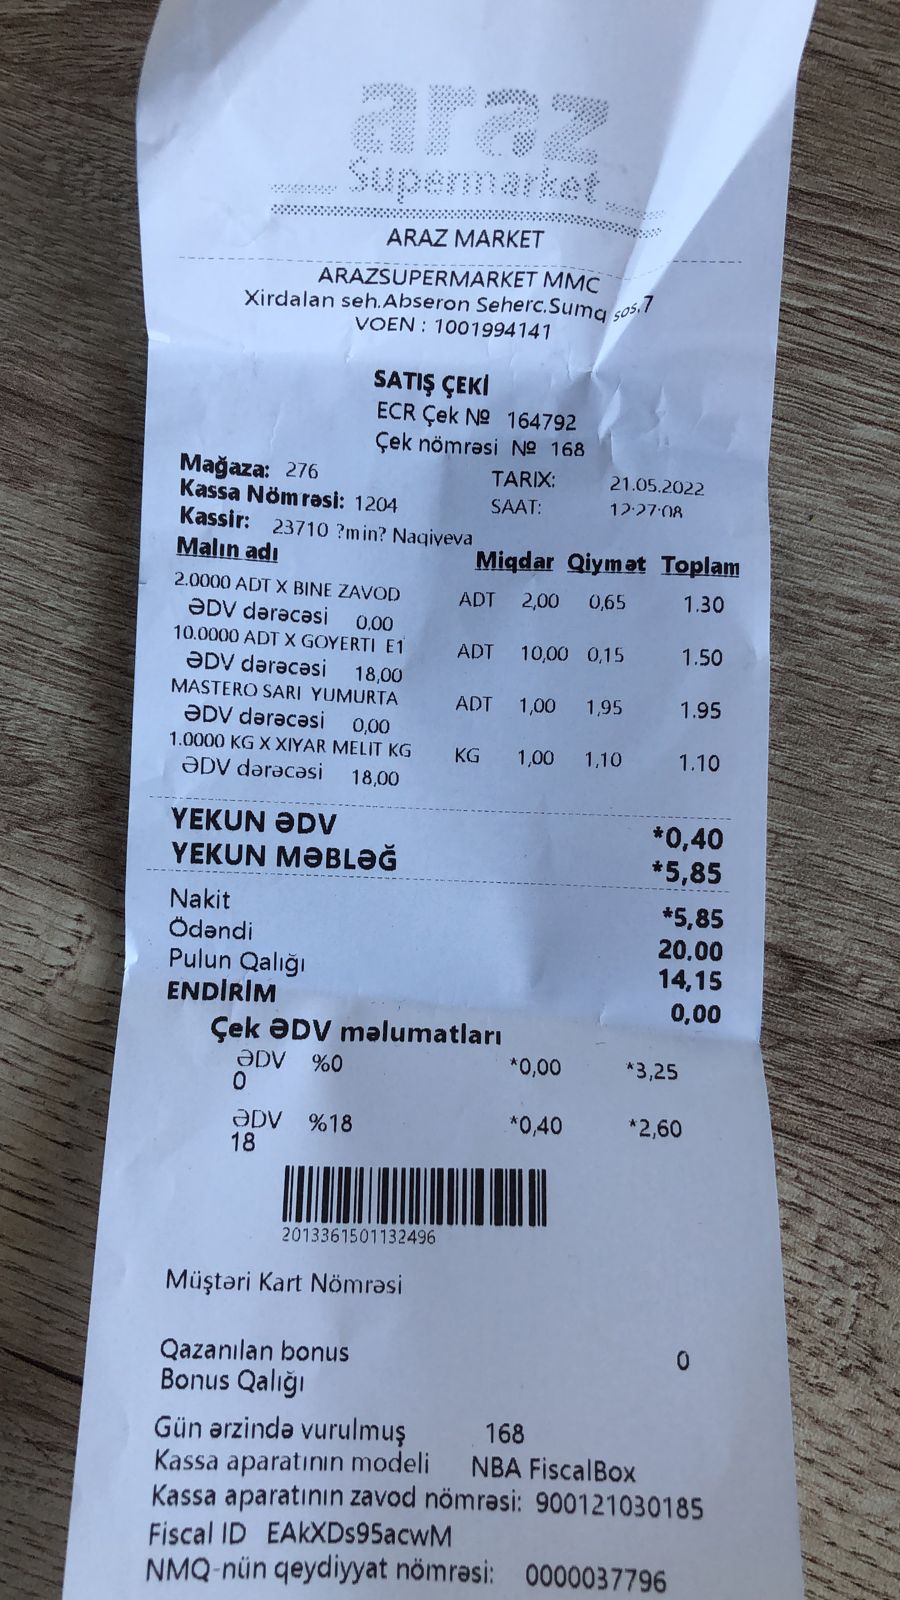 araz
Supermarket
ARAZ MARKET
ARAZSUPERMARKET MMC
Xirdalan seh.Abseron Seherc.Sumq sos.7
VOEN : 1001994141
SATIŞ ÇEKİ
ECR Çek № 164792
Çek nömrəsi № 168
Mağaza: 276 TARIX: 21.05.2022
Kassa Nömrəsi: 1204 SAAT: 12:27:08
Kassir: 23710 ?min? Naqiyeva
Malın adı Miqdar Qiymət Toplam
2.0000 ADT X BINE ZAVOD ADT 2,00 0,65 1.30
ƏDV dərəcəsi 0,00
10.0000 ADT X GOYERTI E1 ADT 10,00 0,15 1.50
ƏDV dərəcəsi 18,00
MASTERO SARI YUMURTA ADT 1,00 1,95 1.95
ƏDV dərəcəsi 0,00
1.0000 KG X XIYAR MELIT KG KG 1,00 1,10 1.10
ƏDV dərəcəsi 18,00
YEKUN ƏDV *0,40
YEKUN MƏBLƏĞ *5,85
Nakit *5,85
Ödəndi 20.00
Pulun Qalığı 14,15
ENDİRİM 0,00
Çek ƏDV məlumatları
ƏDV %0 *0,00 *3,25
0
ƏDV %18 *0,40 *2,60
18
2013361501132496
Müştəri Kart Nömrəsi
Qazanılan bonus 0
Bonus Qalığı
Gün ərzində vurulmuş 168
Kassa aparatının modeli NBA FiscalBox
Kassa aparatının zavod nömrəsi: 900121030185
Fiscal ID EAkXDs95acwM
NMQ-nün qeydiyyat nömrəsi: 0000037796